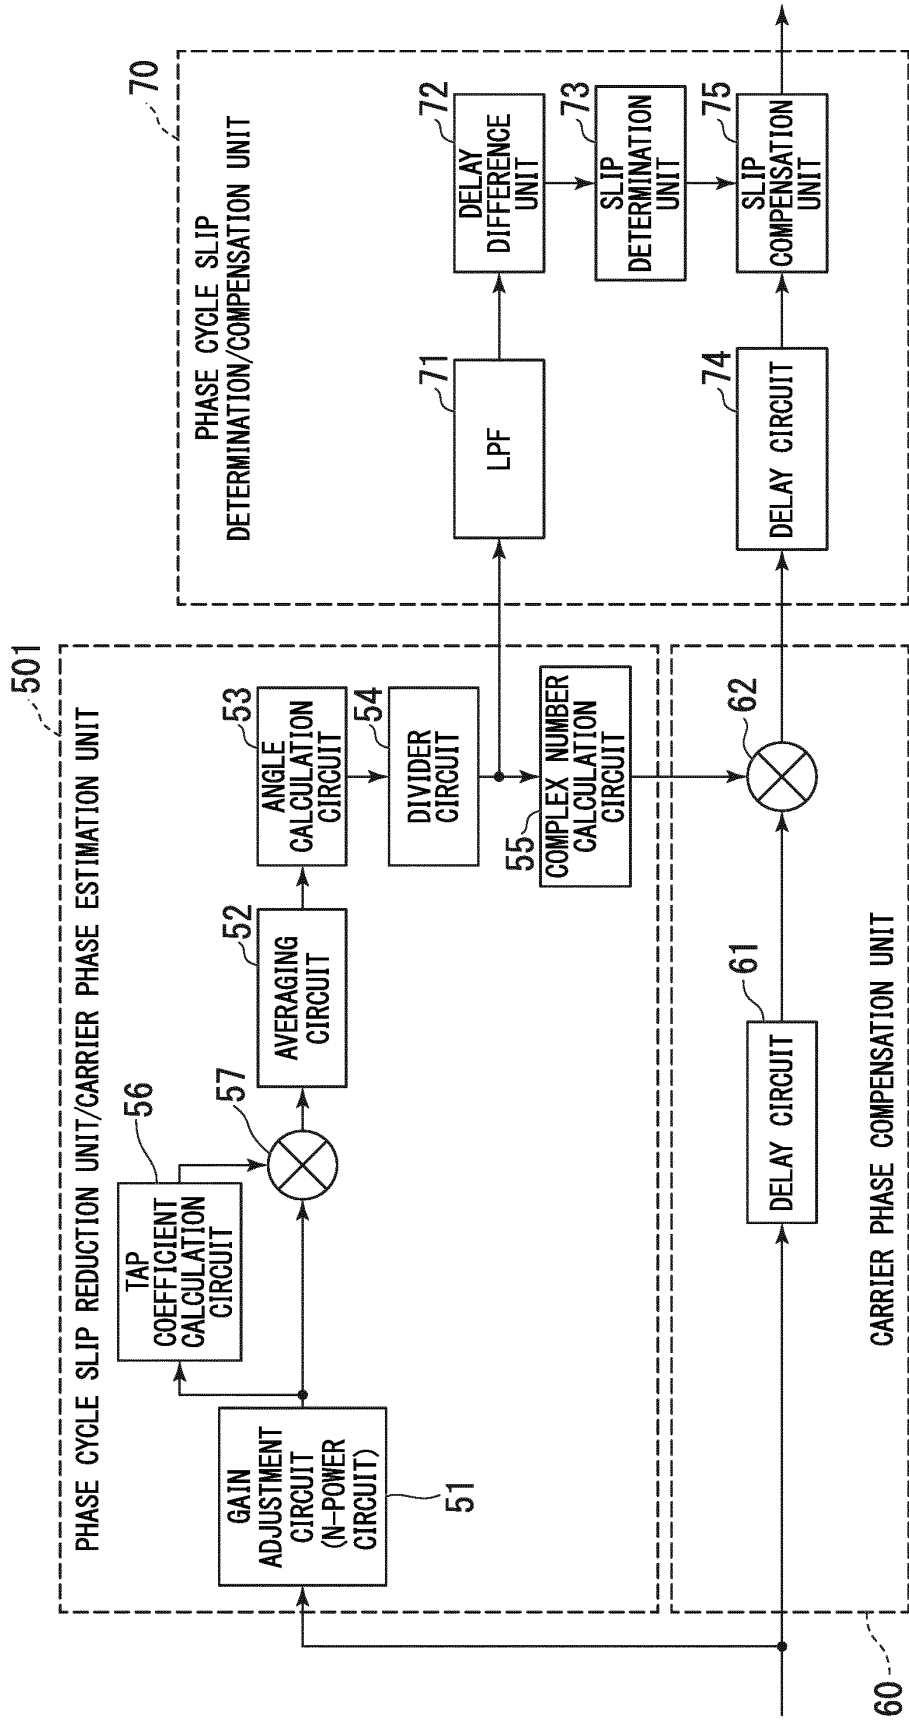 PHASE CYCLE SLIP REDUCTION UNIT/CARRIER PHASE ESTIMATION UNIT
501
GAIN
ADJUSTMENT
CIRCUIT
(N-POWER
CIRCUIT)
51
TAP
COEFFICIENT
CALCULATION
CIRCUIT
56
57
AVERAGING
CIRCUIT
52
ANGLE
CALCULATION
CIRCUIT
53
DIVIDER
CIRCUIT
54
COMPLEX NUMBER
CALCULATION
CIRCUIT
55
60
DELAY CIRCUIT
61
62
CARRIER PHASE COMPENSATION UNIT
PHASE CYCLE SLIP
DETERMINATION/COMPENSATION UNIT
70
LPF
71
DELAY
DIFFERENCE
UNIT
72
SLIP
DETERMINATION
UNIT
73
DELAY CIRCUIT
74
SLIP
COMPENSATION
UNIT
75